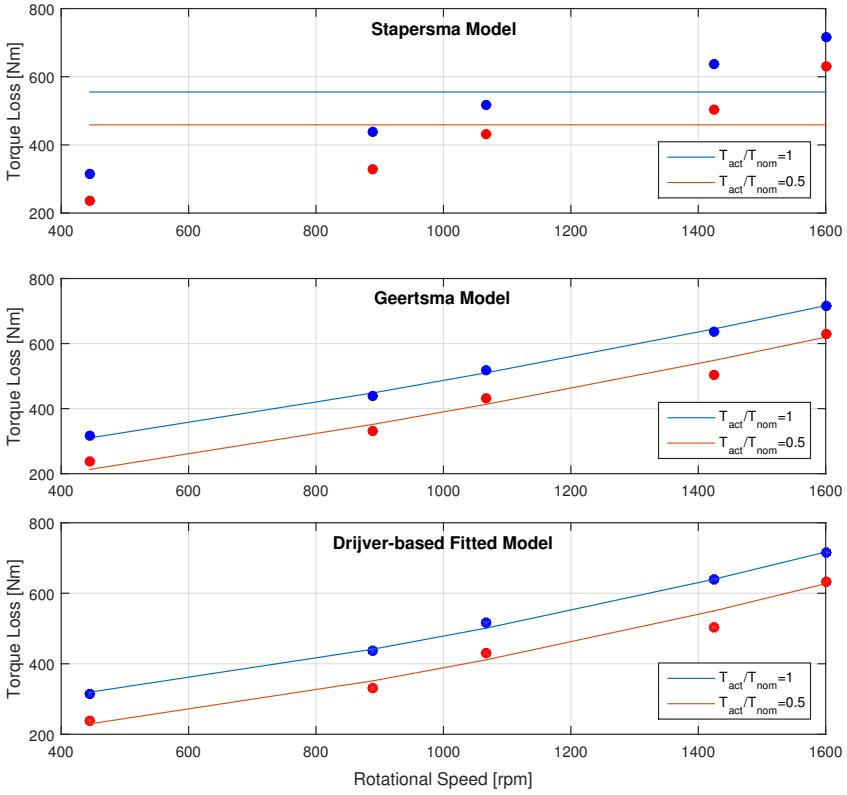 Stapersma Model
Torque Loss [Nm]
800
600
400
200
400 600 800 1000 1200 1400 1600
T_act/T_nom=1
T_act/T_nom=0.5
Geertsma Model
Torque Loss [Nm]
800
600
400
200
400 600 800 1000 1200 1400 1600
T_act/T_nom=1
T_act/T_nom=0.5
Drijver-based Fitted Model
Torque Loss [Nm]
800
600
400
200
400 600 800 1000 1200 1400 1600
T_act/T_nom=1
T_act/T_nom=0.5
Rotational Speed [rpm]